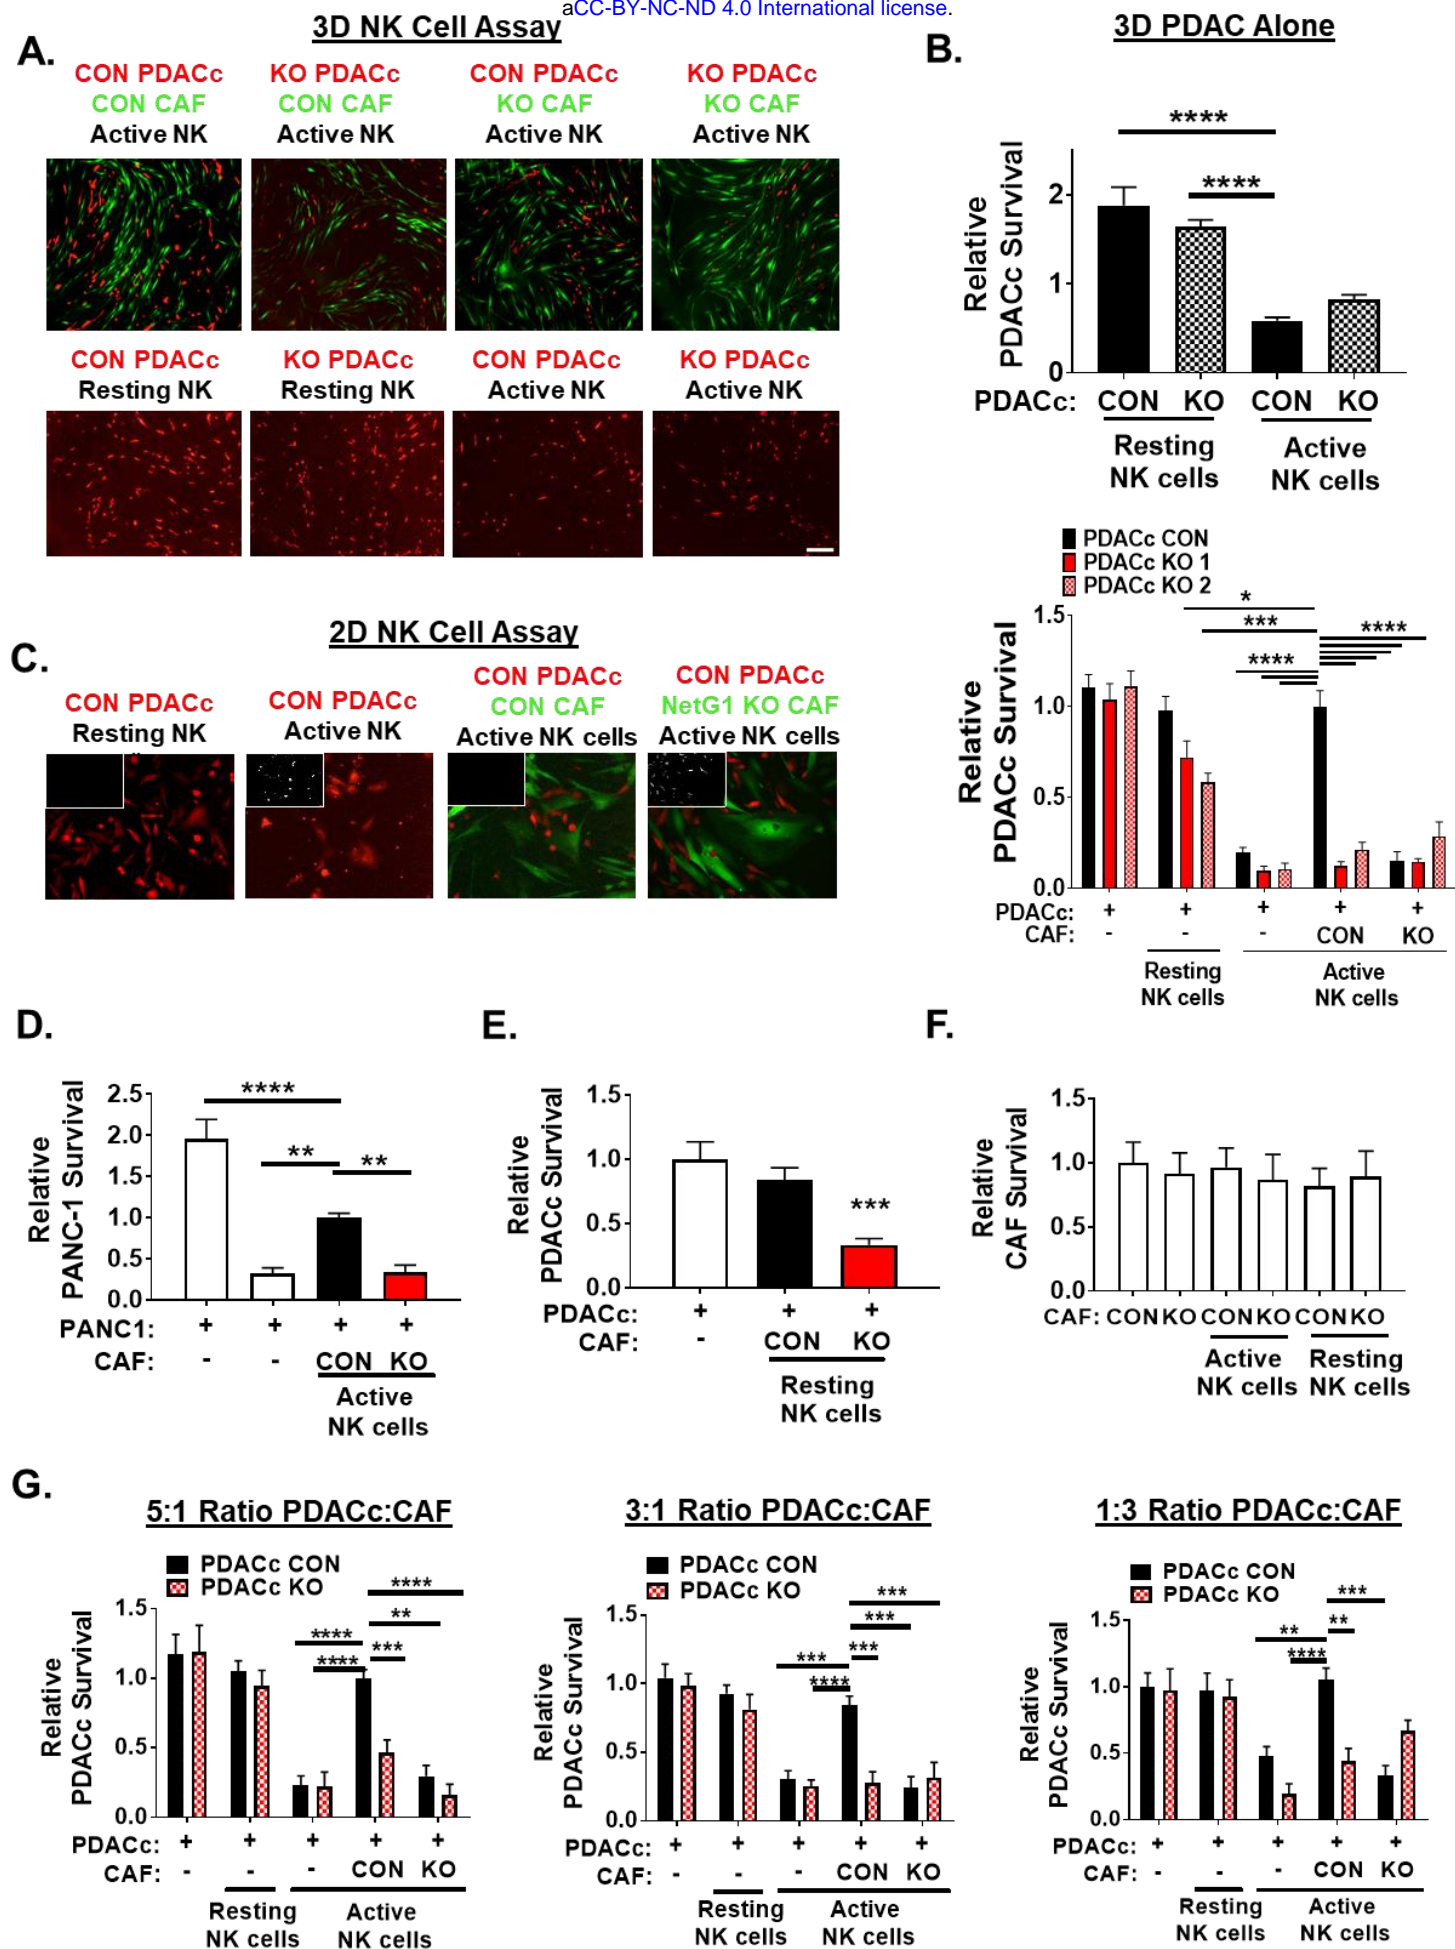 aCC-BY-NC-ND 4.0 International license.
A.
3D NK Cell Assay
CON PDACc
CON CAF
Active NK
KO PDACc
CON CAF
Active NK
CON PDACc
KO CAF
Active NK
KO PDACc
KO CAF
Active NK
CON PDACc
Resting NK
KO PDACc
Resting NK
CON PDACc
Active NK
KO PDACc
Active NK
B.
3D PDAC Alone
Relative
PDACc Survival
****
****
2
1
0
PDACc: CON KO CON KO
Resting
NK cells
Active
NK cells
PDACc CON
PDACc KO 1
PDACc KO 2
Relative
PDACc Survival
*
***
****
****
1.5
1.0
0.5
0.0
PDACc: + + + + +
CAF: - - - CON KO
Resting
NK cells
Active
NK cells
C.
2D NK Cell Assay
CON PDACc
Resting NK
CON PDACc
Active NK
CON PDACc
CON CAF
Active NK cells
CON PDACc
NetG1 KO CAF
Active NK cells
D.
Relative
PANC-1 Survival
****
**
**
2.5
2.0
1.5
1.0
0.5
0.0
PANC1: + + + +
CAF: - - CON KO
Active
NK cells
E.
Relative
PDACc Survival
***
1.5
1.0
0.5
0.0
PDACc: + + +
CAF: - CON KO
Resting
NK cells
F.
Relative
CAF Survival
1.5
1.0
0.5
0.0
CAF: CON KO CON KO CON KO
Active
NK cells
Resting
NK cells
G.
5:1 Ratio PDACc:CAF
PDACc CON
PDACc KO
Relative
PDACc Survival
****
**
****
***
****
1.5
1.0
0.5
0.0
PDACc: + + + + +
CAF: - - - CON KO
Resting
NK cells
Active
NK cells
3:1 Ratio PDACc:CAF
PDACc CON
PDACc KO
Relative
PDACc Survival
***
***
***
***
****
1.5
1.0
0.5
0.0
PDACc: + + + + +
CAF: - - - CON KO
Resting
NK cells
Active
NK cells
1:3 Ratio PDACc:CAF
PDACc CON
PDACc KO
Relative
PDACc Survival
***
**
**
****
1.5
1.0
0.5
0.0
PDACc: + + + + +
CAF: - - - CON KO
Resting
NK cells
Active
NK cells